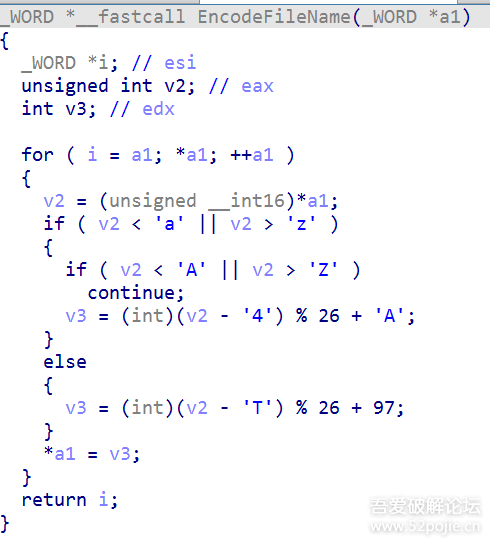 _WORD *__fastcall EncodeFileName(_WORD *a1)
{
  _WORD *i; // esi
  unsigned int v2; // eax
  int v3; // edx

  for ( i = a1; *a1; ++a1 )
  {
    v2 = (unsigned __int16)*a1;
    if ( v2 < 'a' || v2 > 'z' )
    {
      if ( v2 < 'A' || v2 > 'Z' )
        continue;
      v3 = (int)(v2 - '4') % 26 + 'A';
    }
    else
    {
      v3 = (int)(v2 - 'T') % 26 + 97;
    }
    *a1 = v3;
  }
  return i;
}
吾爱破解论坛
www.52pojie.cn